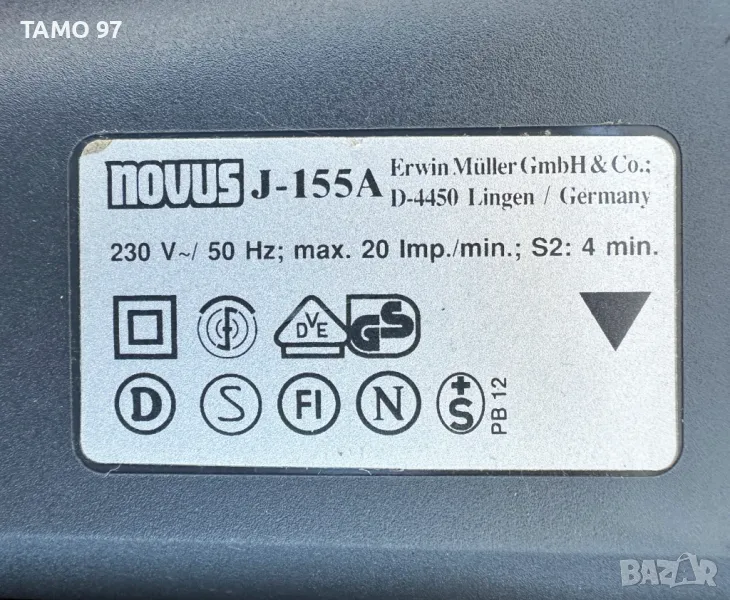 TAMO 97
novus J-155A Erwin Müller GmbH & Co.;
D-4450 Lingen / Germany
230 V~/ 50 Hz; max. 20 Imp./min.; S2: 4 min.
DVE GS
D S FI N +S PB 12
BAZAR